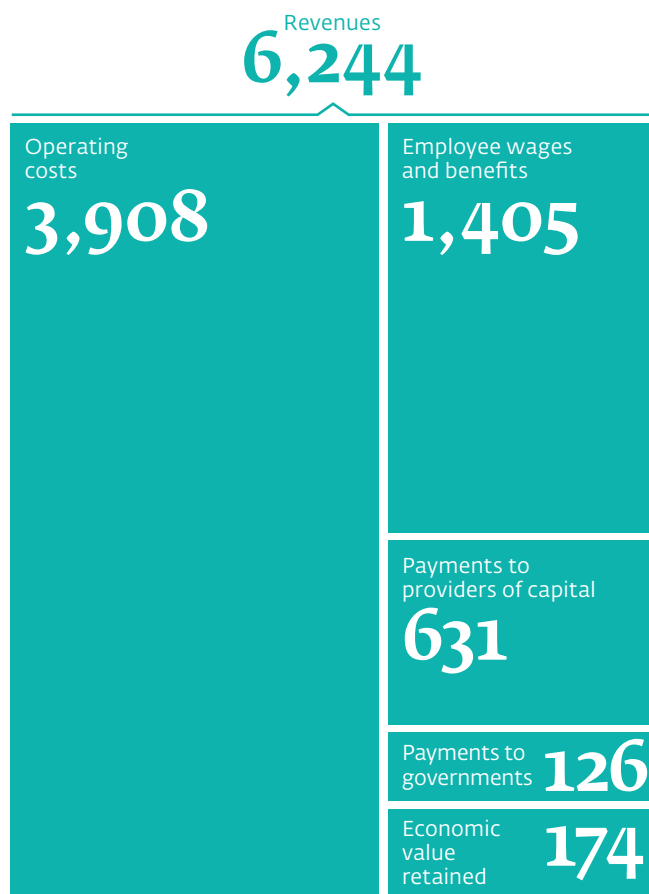 Revenues
6,244
Operating
costs
3,908
Employee wages
and benefits
1,405
Payments to
providers of capital
631
Payments to
governments
126
Economic
value
retained
174